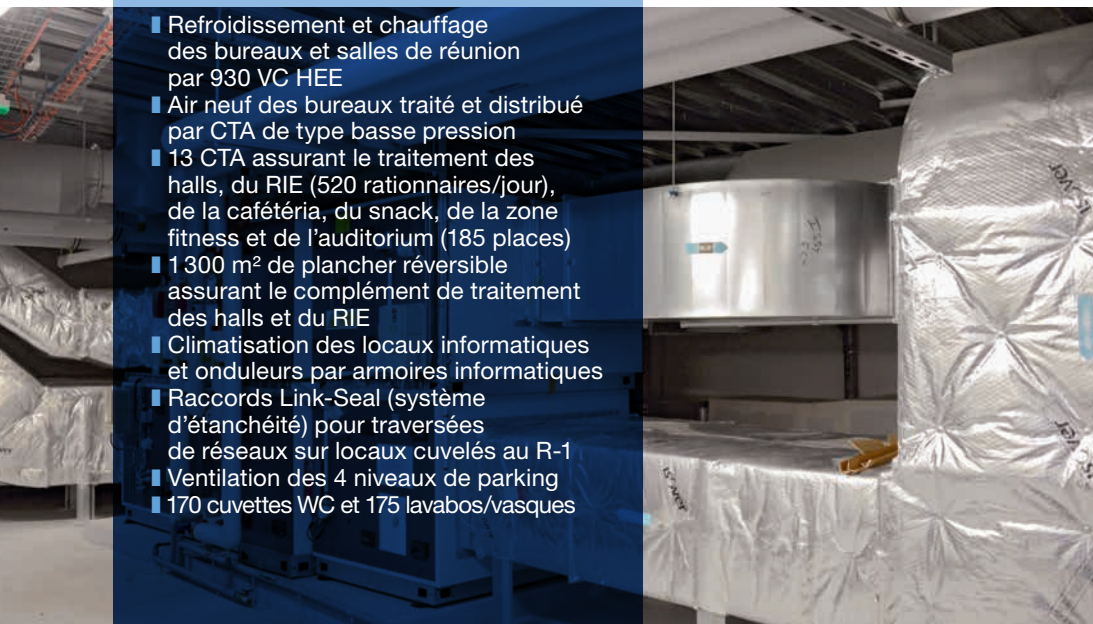 Refroidissement et chauffage
des bureaux et salles de réunion
par 930 VC HEE
Air neuf des bureaux traité et distribué
par CTA de type basse pression
13 CTA assurant le traitement des
halls, du RIE (520 rationnaires/jour),
de la cafétéria, du snack, de la zone
fitness et de l'auditorium (185 places)
1 300 m² de plancher réversible
assurant le complément de traitement
des halls et du RIE
Climatisation des locaux informatiques
et onduleurs par armoires informatiques
Raccords Link-Seal (système
d'étanchéité) pour traversées
de réseaux sur locaux cuvelés au R-1
Ventilation des 4 niveaux de parking
170 cuvettes WC et 175 lavabos/vasques
isover